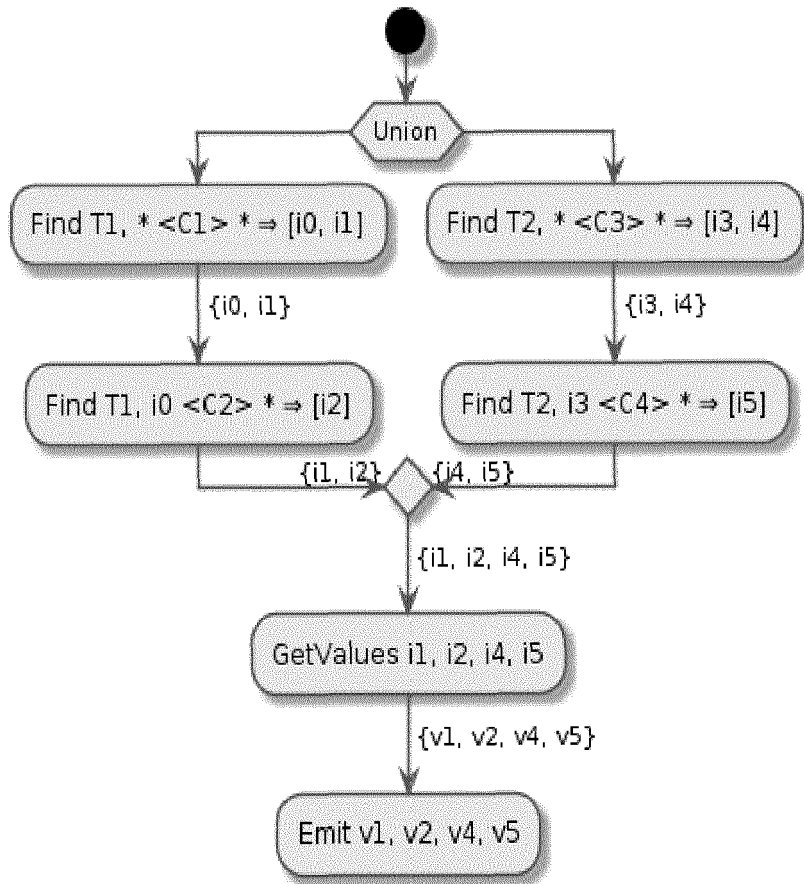 Union
Find T1, * <C1> * ⇒ [i0, i1]
Find T2, * <C3> * ⇒ [i3, i4]
{i0, i1}
{i3, i4}
Find T1, i0 <C2> * ⇒ [i2]
Find T2, i3 <C4> * ⇒ [i5]
{i1, i2}
{i4, i5}
{i1, i2, i4, i5}
GetValues i1, i2, i4, i5
{v1, v2, v4, v5}
Emit v1, v2, v4, v5